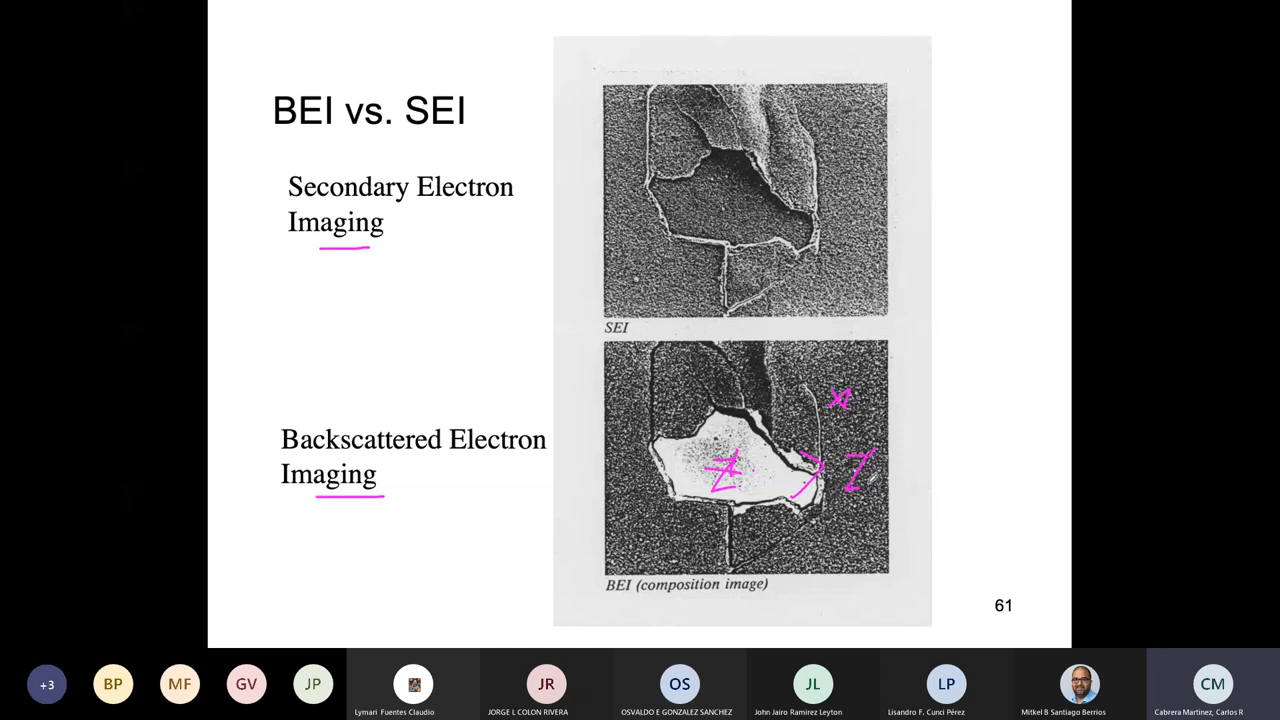 BEI vs. SEI
Secondary Electron
Imaging
SEI
Backscattered Electron
Imaging
x
Z > Z
BEI (composition image)
61
+3
BP
MF
GV
JP
JR
OS
JL
LP
CM
Lymari Fuentes Claudio
JORGE L COLON RIVERA
OSVALDO E GONZALEZ SANCHEZ
John Jairo Ramirez Leyton
Lisandro F. Cunci Pérez
Mitkel B Santiago Berrios
Cabrera Martinez, Carlos R